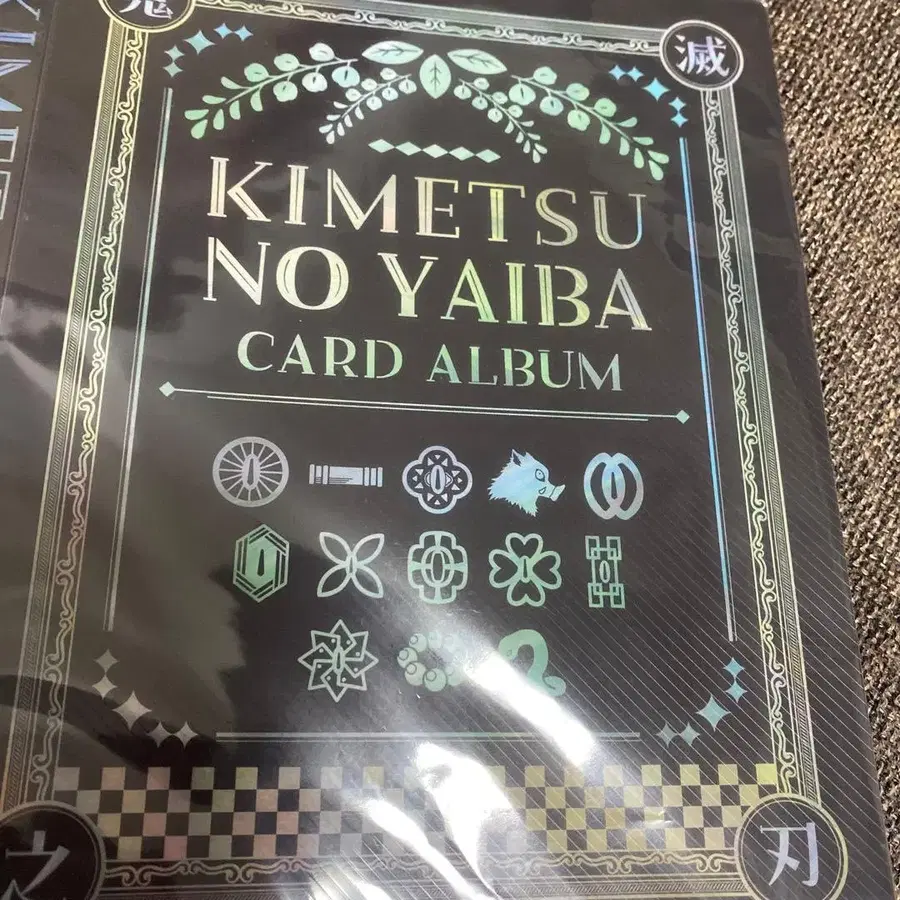 鬼
滅
KIMETSU
NO YAIBA
CARD ALBUM
之
刃